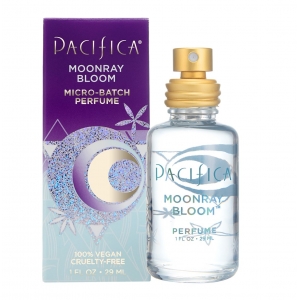 PACIFICA®
MOONRAY
BLOOM
MICRO-BATCH
PERFUME
100% VEGAN
CRUELTY-FREE
1 FL OZ • 29 ML
PACIFICA
MOONRAY
BLOOM®
PERFUME
1 FL OZ • 29 ML